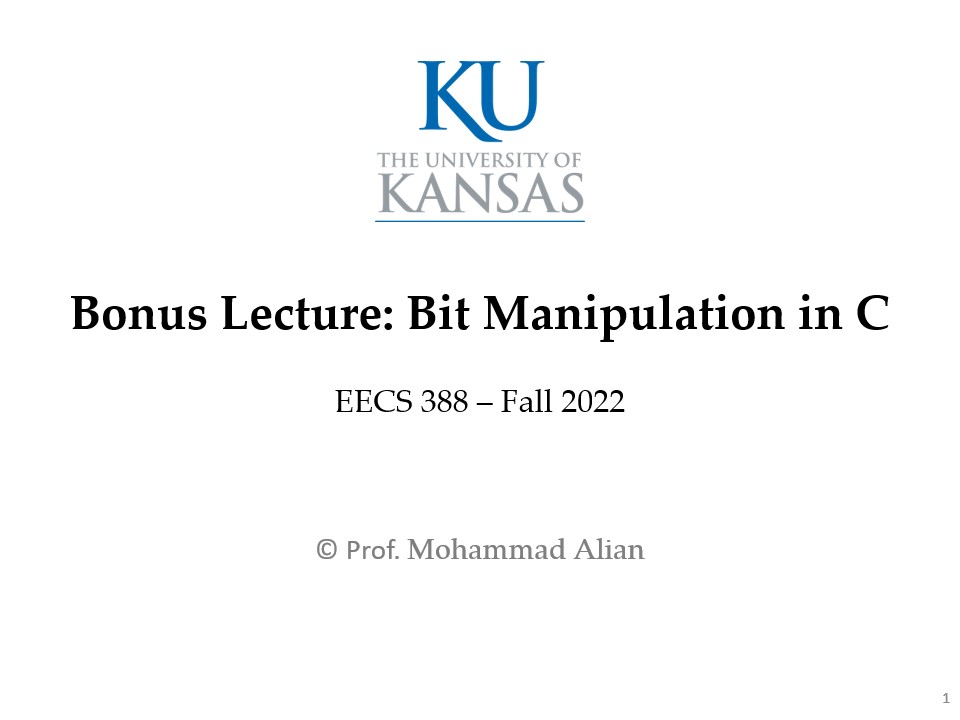 KU
THE UNIVERSITY OF
KANSAS
Bonus Lecture: Bit Manipulation in C
EECS 388 – Fall 2022
© Prof. Mohammad Alian
1